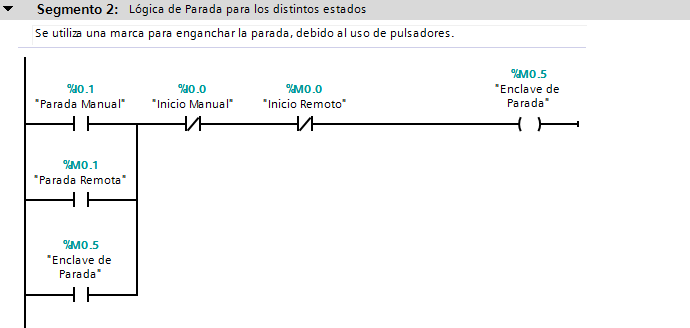 Segmento 2: Lógica de Parada para los distintos estados
Se utiliza una marca para enganchar la parada, debido al uso de pulsadores.
%I0.1 %I0.0 %M0.0 %M0.5
"Parada Manual" "Inicio Manual" "Inicio Remoto" "Enclave de
Parada"
%M0.1
"Parada Remota"
%M0.5
"Enclave de
Parada"